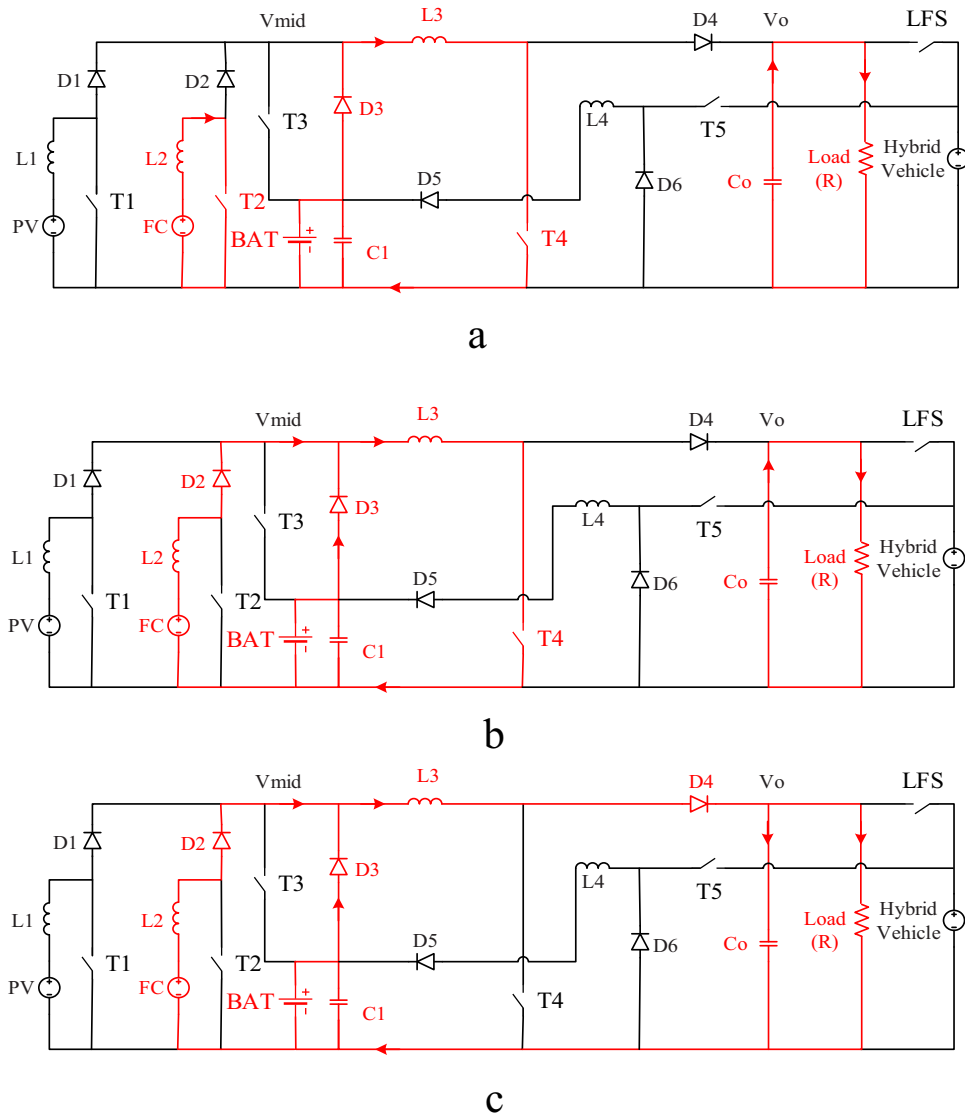 Vmid L3 D4 Vo LFS
D1 D2 D3 T3 L4 T5
L1 L2 T1 T2 D5 D6 Co Load (R) Hybrid Vehicle
PV FC BAT + - C1 T4
a
Vmid L3 D4 Vo LFS
D1 D2 D3 T3 L4 T5
L1 L2 T1 T2 D5 D6 Co Load (R) Hybrid Vehicle
PV FC BAT + - C1 T4
b
Vmid L3 D4 Vo LFS
D1 D2 D3 T3 L4 T5
L1 L2 T1 T2 D5 D6 Co Load (R) Hybrid Vehicle
PV FC BAT + - C1 T4
c